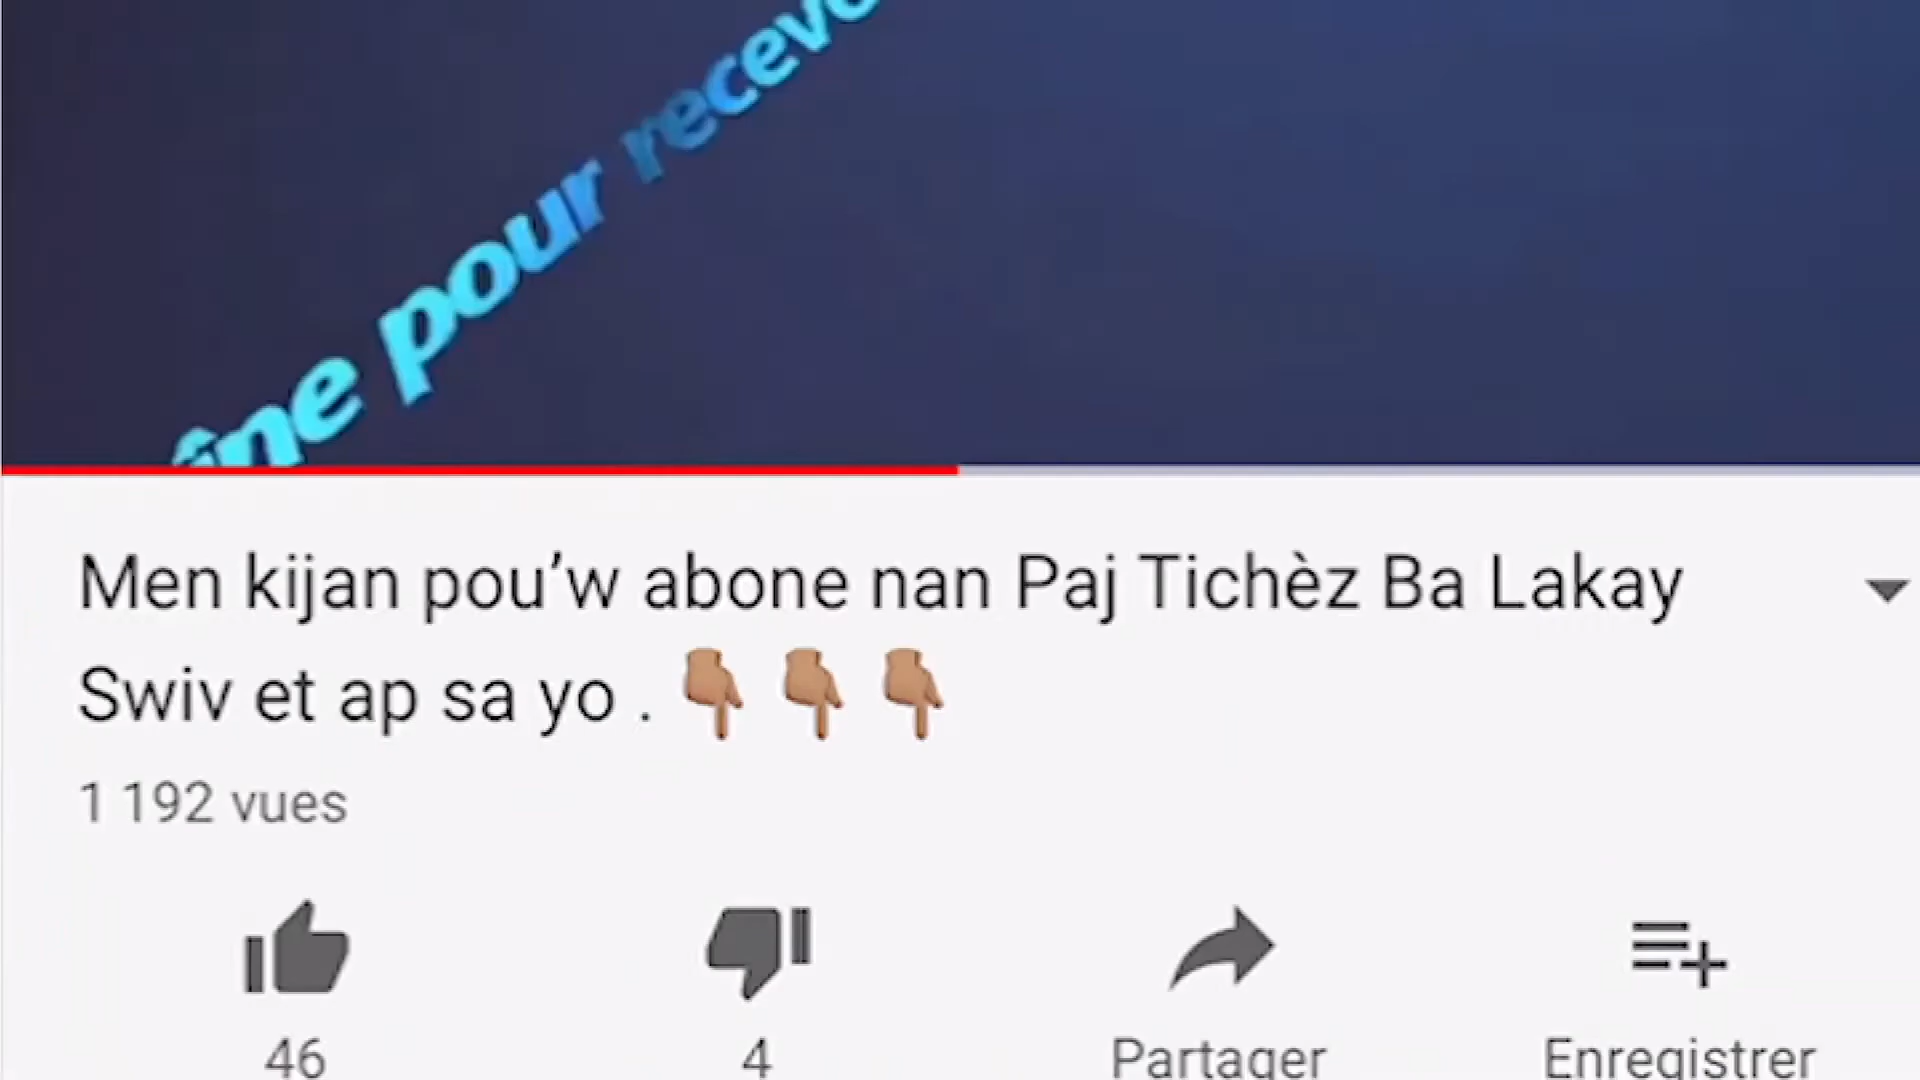 pour
Men kijan pou’w abone nan Paj Tichèz Ba Lakay
Swiv et ap sa yo . 👇🏽 👇🏽 👇🏽
1 192 vues
46
4
Partager
Enregistrer